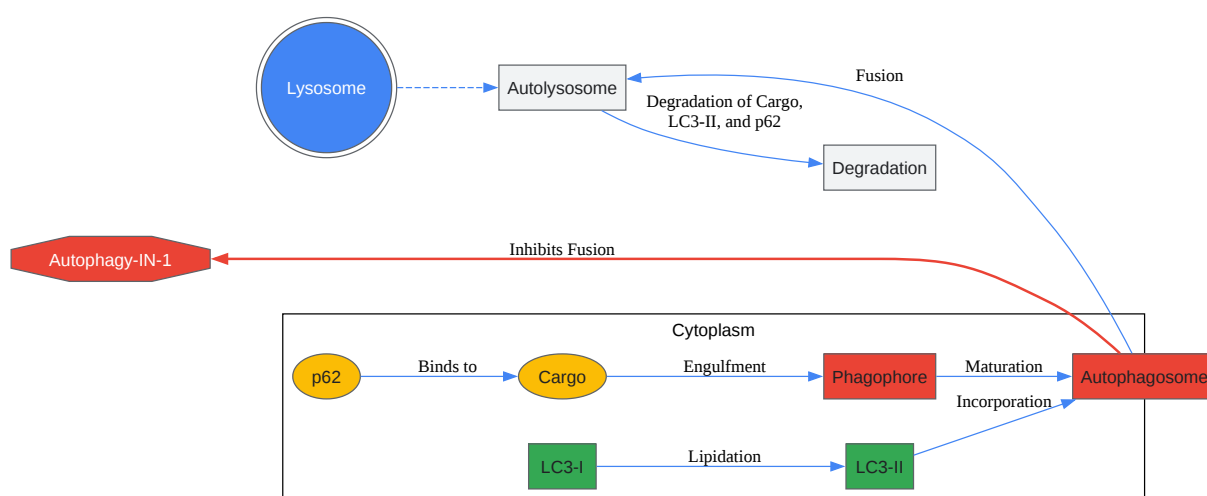 Lysosome
Autolysosome
Fusion
Degradation of Cargo,
LC3-II, and p62
Degradation
Autophagy-IN-1
Inhibits Fusion
Cytoplasm
p62
Binds to
Cargo
Engulfment
Phagophore
Maturation
Autophagosome
Incorporation
LC3-I
Lipidation
LC3-II